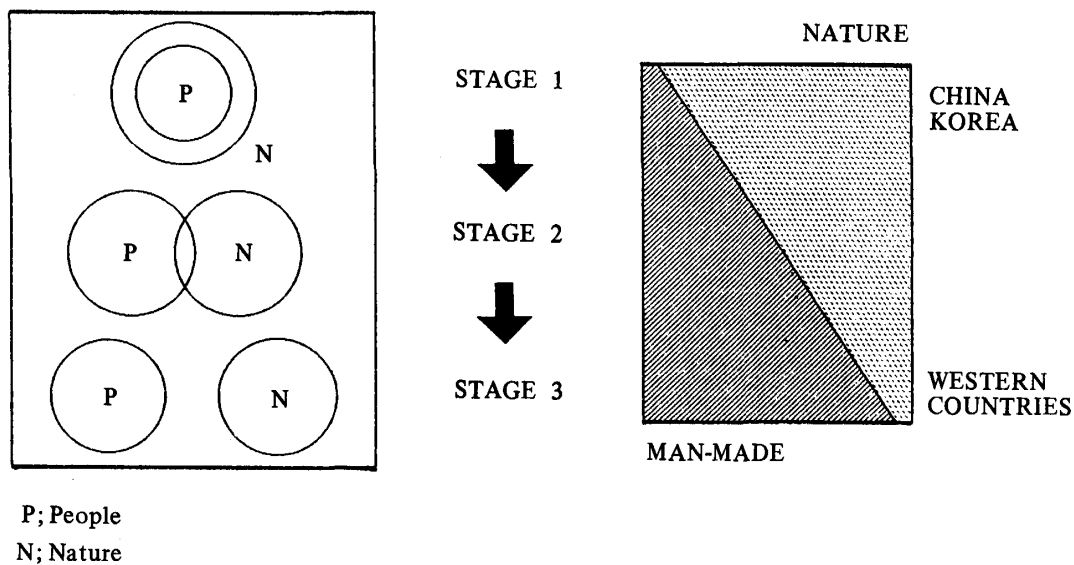 P
N
P
N
P
N
P; People
N; Nature
STAGE 1
STAGE 2
STAGE 3
NATURE
CHINA
KOREA
WESTERN
COUNTRIES
MAN-MADE